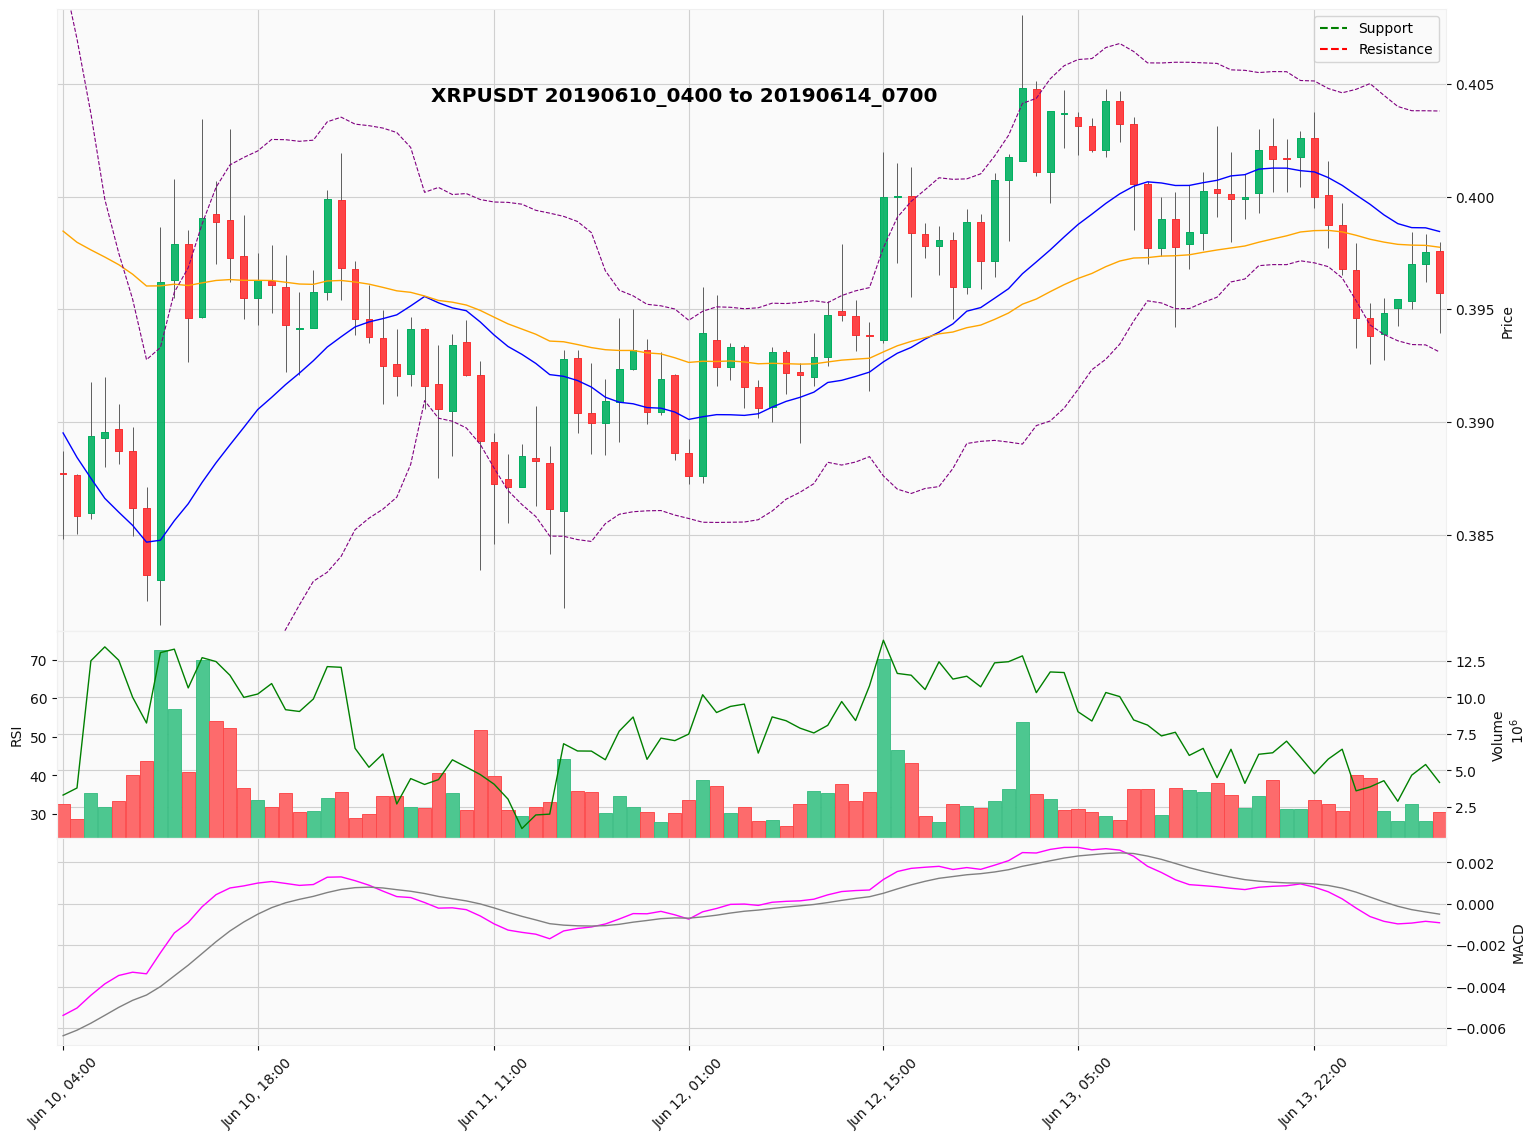 Support
Resistance
XRPUSDT 20190610_0400 to 20190614_0700
0.405
0.400
0.395
0.390
0.385
Price
70
60
50
40
30
RSI
12.5
10.0
7.5
5.0
2.5
Volume
10^6
0.002
0.000
−0.002
−0.004
−0.006
MACD
Jun 10, 04:00
Jun 10, 18:00
Jun 11, 11:00
Jun 12, 01:00
Jun 12, 15:00
Jun 13, 05:00
Jun 13, 22:00